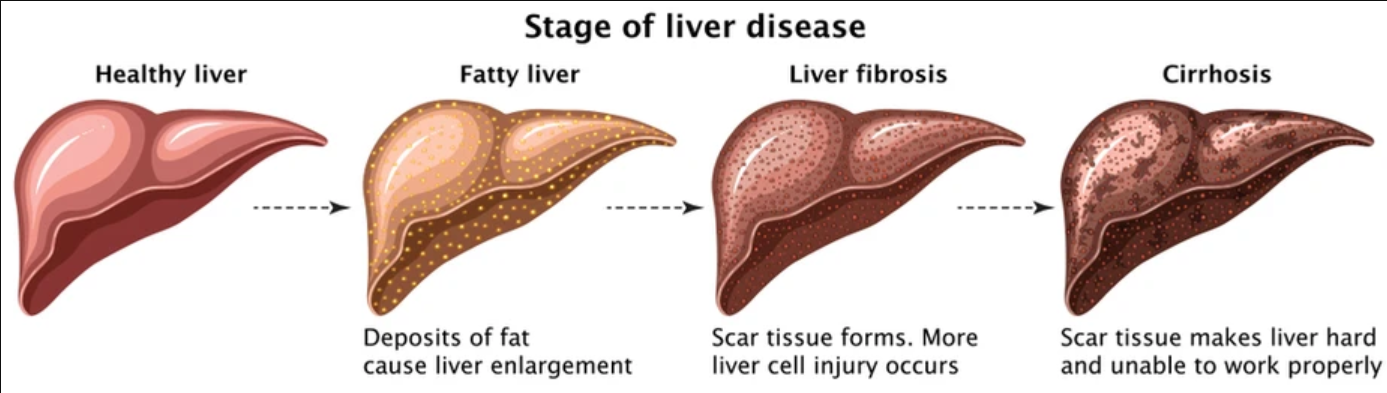 Stage of liver disease
Healthy liver
Fatty liver
Liver fibrosis
Cirrhosis
Deposits of fat
cause liver enlargement
Scar tissue forms. More
liver cell injury occurs
Scar tissue makes liver hard
and unable to work properly